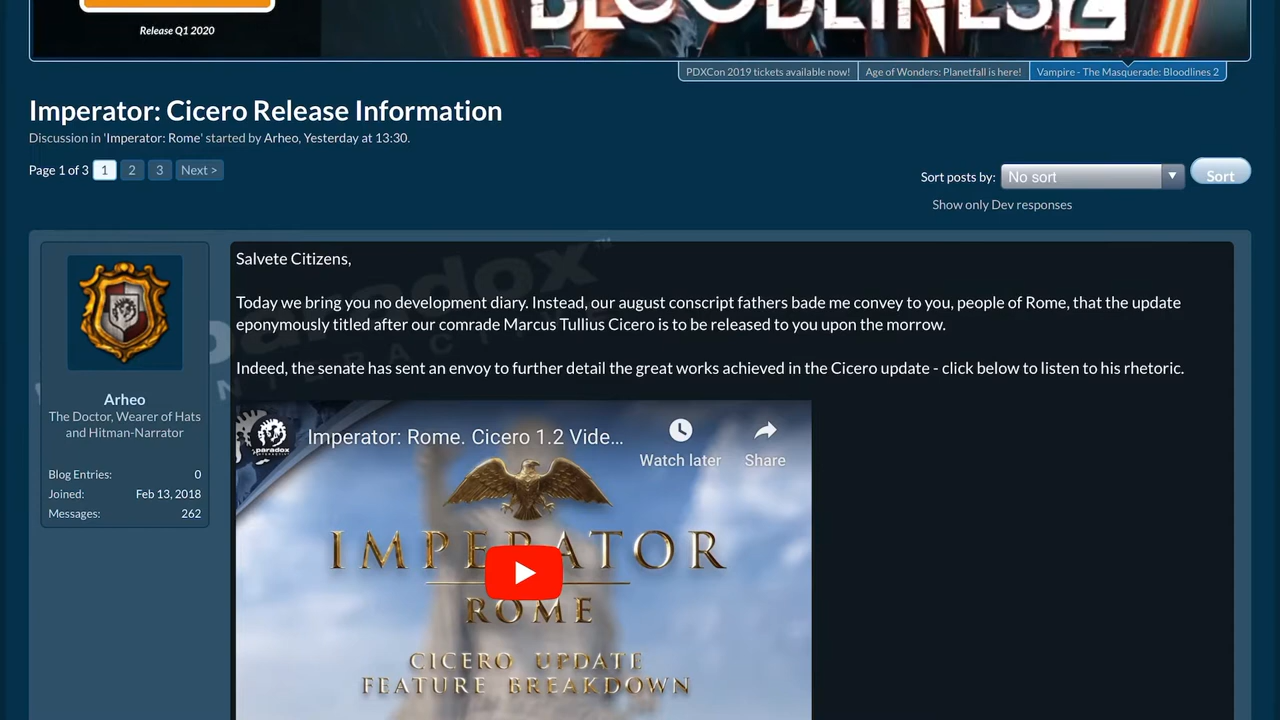 BLOODLINES 2
Release Q1 2020
PDXCon 2019 tickets available now!
Age of Wonders: Planetfall is here!
Vampire - The Masquerade: Bloodlines 2
Imperator: Cicero Release Information
Discussion in 'Imperator: Rome' started by Arheo, Yesterday at 13:30.
Page 1 of 3 1 2 3 Next >
Sort posts by: No sort Sort
Show only Dev responses
paradox™
INTERACTIVE
Arheo
The Doctor, Wearer of Hats
and Hitman-Narrator
Blog Entries: 0
Joined: Feb 13, 2018
Messages: 262
Salvete Citizens,
Today we bring you no development diary. Instead, our august conscript fathers bade me convey to you, people of Rome, that the update
eponymously titled after our comrade Marcus Tullius Cicero is to be released to you upon the morrow.
Indeed, the senate has sent an envoy to further detail the great works achieved in the Cicero update - click below to listen to his rhetoric.
paradox
INTERACTIVE
Imperator: Rome. Cicero 1.2 Vide...
Watch later
Share
IMPERATOR
ROME
CICERO UPDATE
FEATURE BREAKDOWN